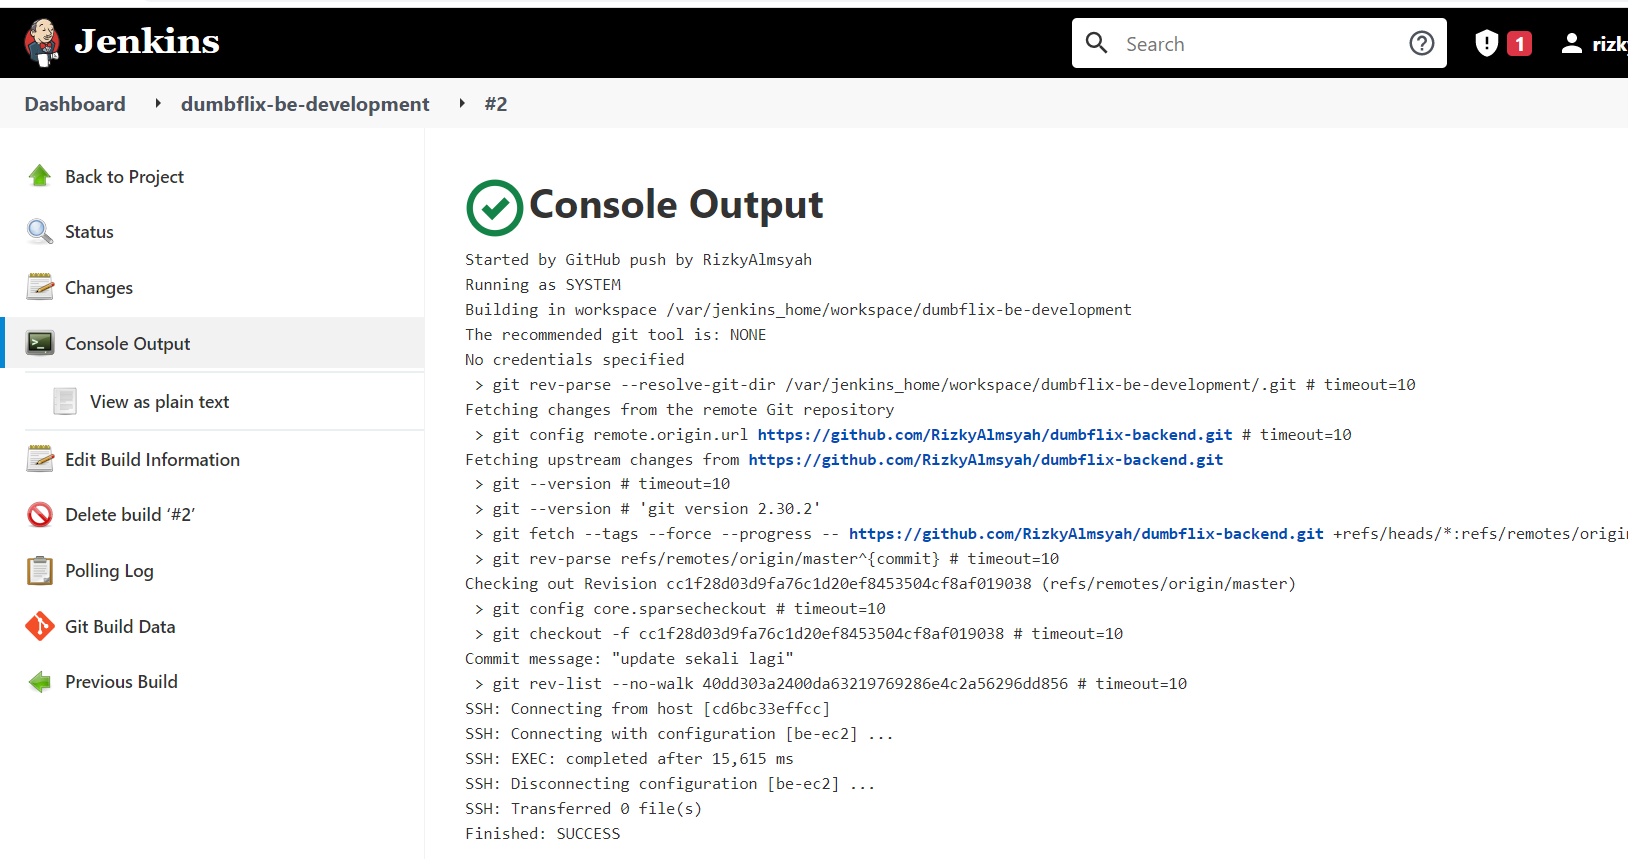 Jenkins
Search
1
rizk
Dashboard
dumbflix-be-development
#2
Back to Project
Status
Changes
Console Output
View as plain text
Edit Build Information
Delete build ‘#2’
Polling Log
Git Build Data
Previous Build
Console Output
Started by GitHub push by RizkyAlmsyah
Running as SYSTEM
Building in workspace /var/jenkins_home/workspace/dumbflix-be-development
The recommended git tool is: NONE
No credentials specified
> git rev-parse --resolve-git-dir /var/jenkins_home/workspace/dumbflix-be-development/.git # timeout=10
Fetching changes from the remote Git repository
> git config remote.origin.url https://github.com/RizkyAlmsyah/dumbflix-backend.git # timeout=10
Fetching upstream changes from https://github.com/RizkyAlmsyah/dumbflix-backend.git
> git --version # timeout=10
> git --version # 'git version 2.30.2'
> git fetch --tags --force --progress -- https://github.com/RizkyAlmsyah/dumbflix-backend.git +refs/heads/*:refs/remotes/origi
> git rev-parse refs/remotes/origin/master^{commit} # timeout=10
Checking out Revision cc1f28d03d9fa76c1d20ef8453504cf8af019038 (refs/remotes/origin/master)
> git config core.sparsecheckout # timeout=10
> git checkout -f cc1f28d03d9fa76c1d20ef8453504cf8af019038 # timeout=10
Commit message: "update sekali lagi"
> git rev-list --no-walk 40dd303a2400da63219769286e4c2a56296dd856 # timeout=10
SSH: Connecting from host [cd6bc33effcc]
SSH: Connecting with configuration [be-ec2] ...
SSH: EXEC: completed after 15,615 ms
SSH: Disconnecting configuration [be-ec2] ...
SSH: Transferred 0 file(s)
Finished: SUCCESS